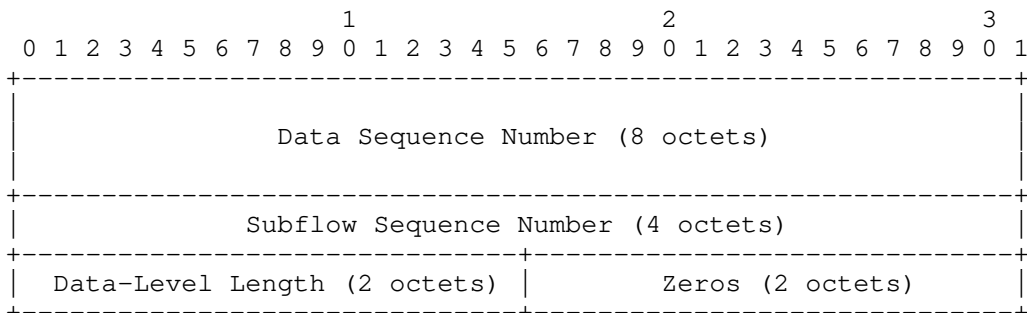 1 2 3
0 1 2 3 4 5 6 7 8 9 0 1 2 3 4 5 6 7 8 9 0 1 2 3 4 5 6 7 8 9 0 1
Data Sequence Number (8 octets)
Subflow Sequence Number (4 octets)
Data-Level Length (2 octets) Zeros (2 octets)